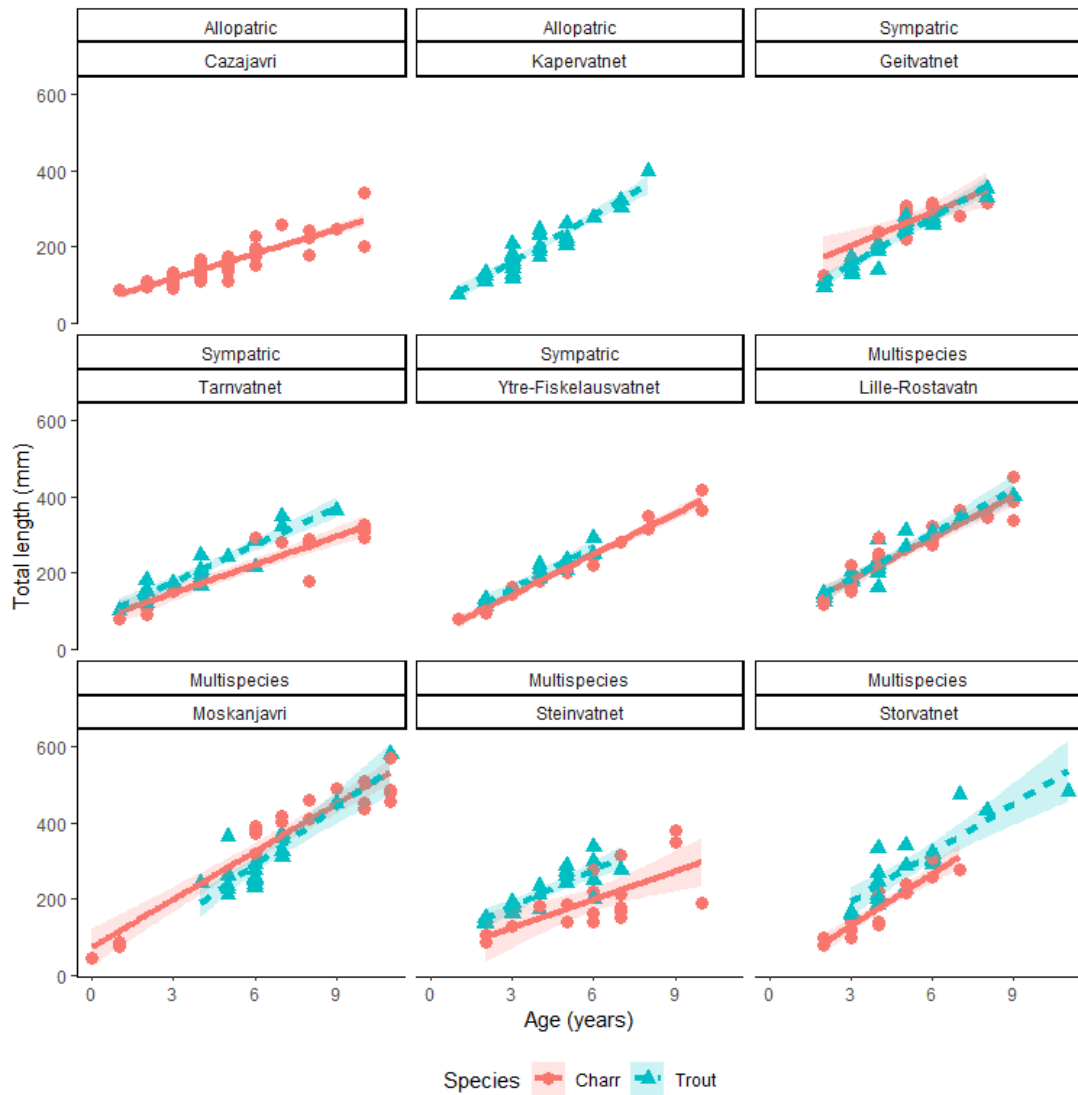 Allopatric
Cazajavri
Allopatric
Kapervatnet
Sympatric
Geitvatnet
600
400
200
0
Sympatric
Tarnvatnet
Sympatric
Ytre-Fiskelausvatnet
Multispecies
Lille-Rostavatn
600
400
200
0
Total length (mm)
Multispecies
Moskanjavri
Multispecies
Steinvatnet
Multispecies
Storvatnet
600
400
200
0
0 3 6 9
0 3 6 9
0 3 6 9
Age (years)
Species Charr Trout